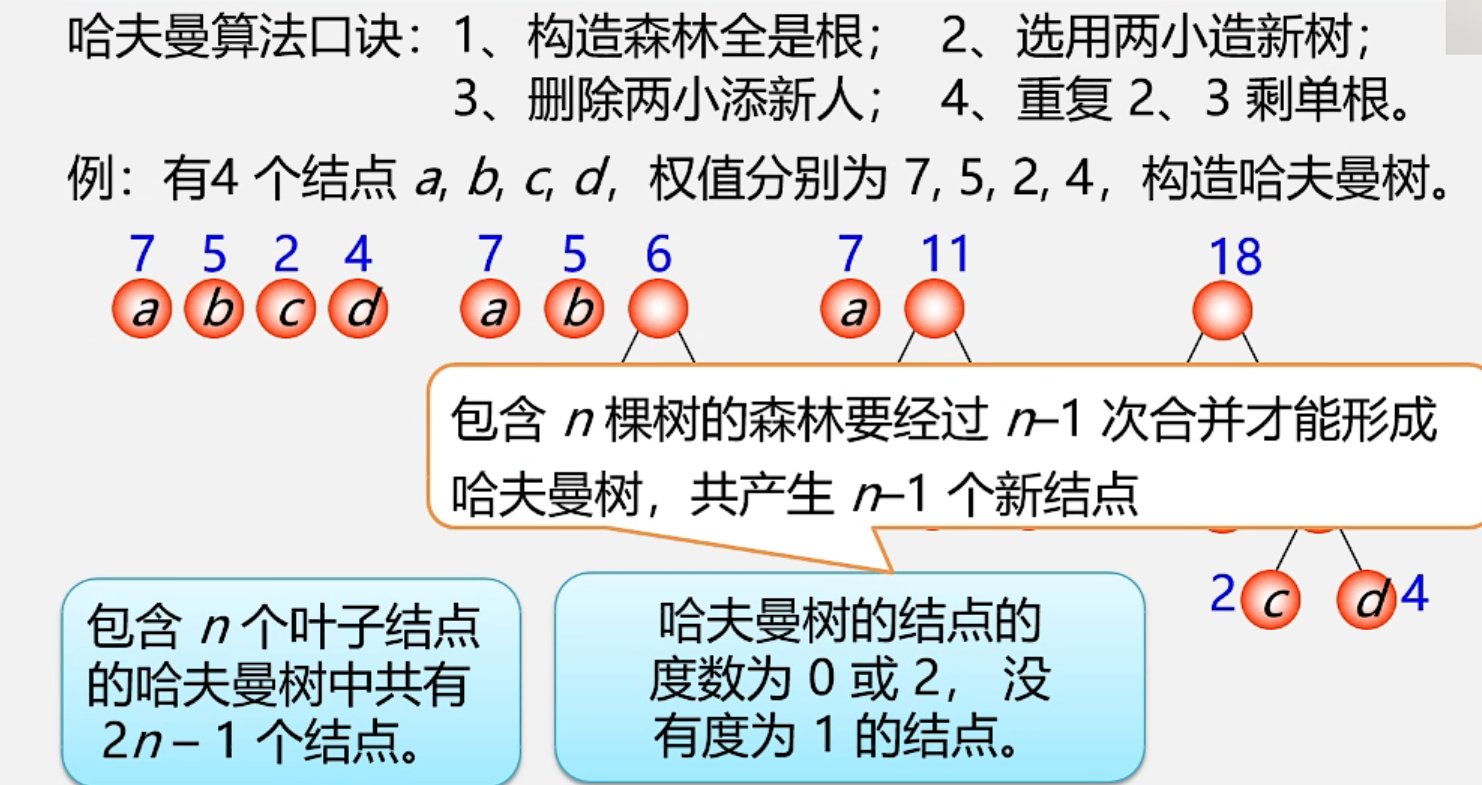 哈夫曼算法口诀：1、构造森林全是根； 2、选用两小造新树；
3、删除两小添新人； 4、重复 2、3 剩单根。
例：有4 个结点 a, b, c, d，权值分别为 7, 5, 2, 4，构造哈夫曼树。
7 5 2 4 7 5 6 7 11 18
a b c d a b a
包含 n 棵树的森林要经过 n–1 次合并才能形成
哈夫曼树，共产生 n–1 个新结点
2 c d 4
包含 n 个叶子结点
的哈夫曼树中共有
2n – 1 个结点。
哈夫曼树的结点的
度数为 0 或 2， 没
有度为 1 的结点。